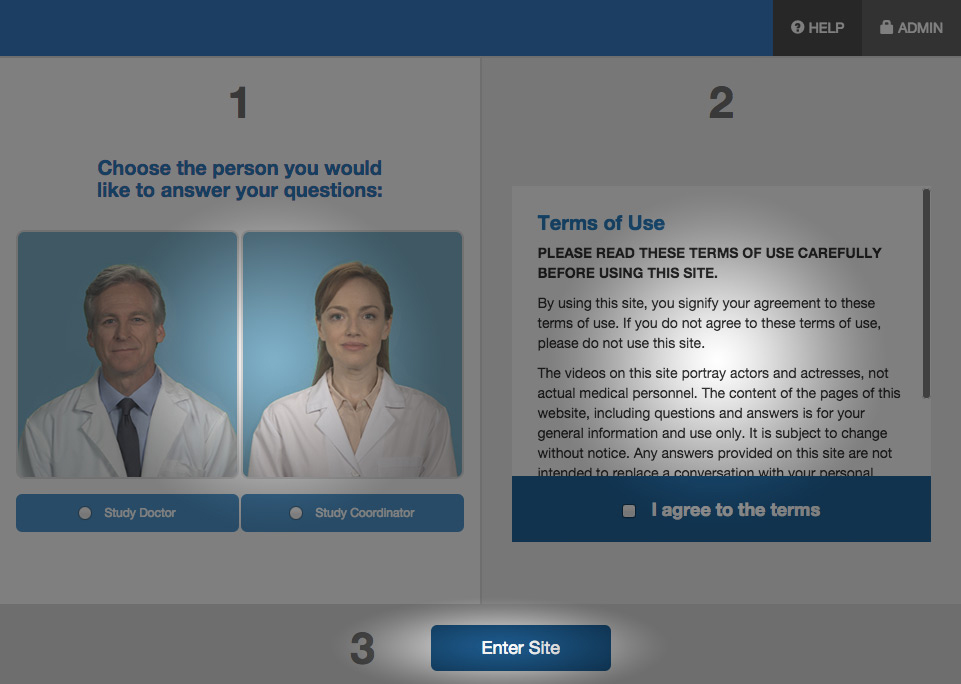 HELP
ADMIN
1
Choose the person you would
like to answer your questions:
Study Doctor
Study Coordinator
2
Terms of Use
PLEASE READ THESE TERMS OF USE CAREFULLY
BEFORE USING THIS SITE.
By using this site, you signify your agreement to these
terms of use. If you do not agree to these terms of use,
please do not use this site.
The videos on this site portray actors and actresses, not
actual medical personnel. The content of the pages of this
website, including questions and answers is for your
general information and use only. It is subject to change
without notice. Any answers provided on this site are not
intended to replace a conversation with your personal
I agree to the terms
3
Enter Site